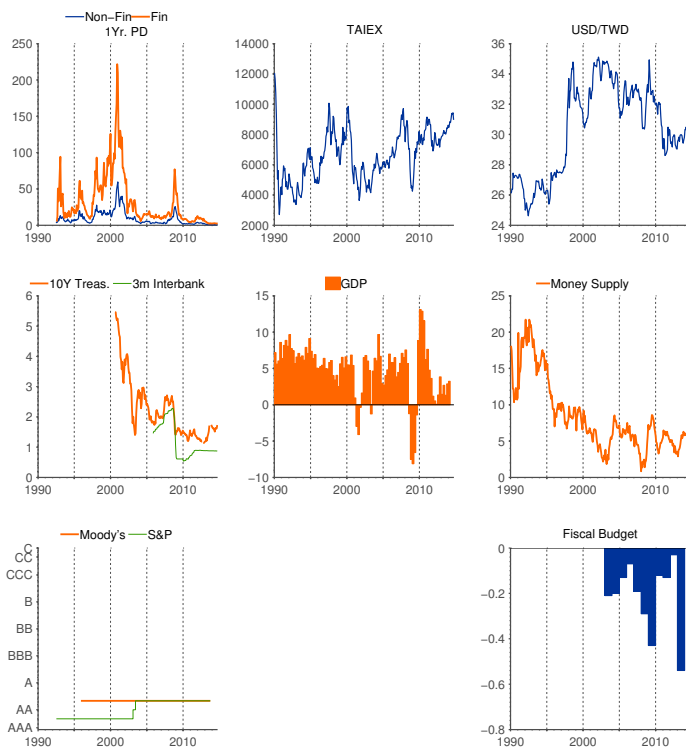 Non−Fin Fin
1Yr. PD
250
200
150
100
50
0
1990 2000 2010
TAIEX
14000
12000
10000
8000
6000
4000
2000
1990 2000 2010
USD/TWD
36
34
32
30
28
26
24
1990 2000 2010
10Y Treas. 3m Interbank
6
5
4
3
2
1
0
1990 2000 2010
GDP
15
10
5
0
−5
−10
1990 2000 2010
Money Supply
25
20
15
10
5
0
1990 2000 2010
Moody's S&P
C
CC
CCC
B
BB
BBB
A
AA
AAA
1990 2000 2010
Fiscal Budget
0
−0.2
−0.4
−0.6
−0.8
1990 2000 2010